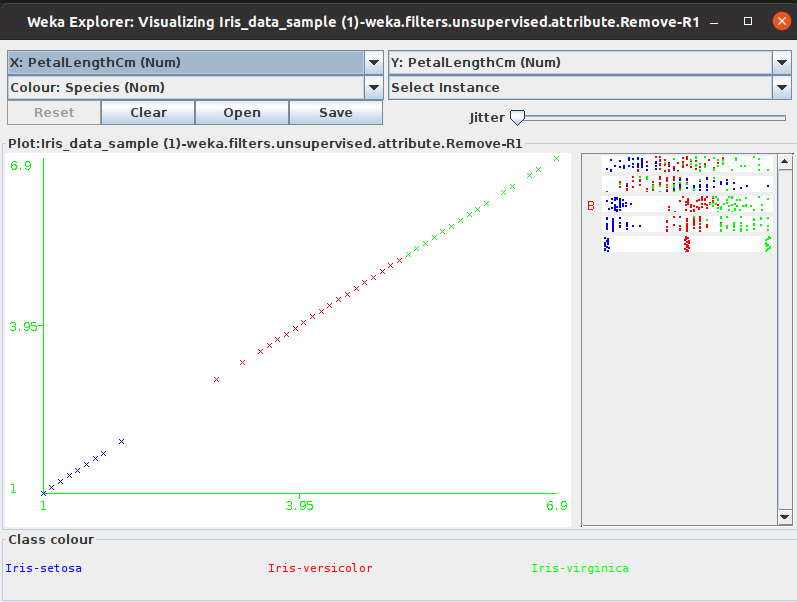 Weka Explorer: Visualizing Iris_data_sample (1)-weka.filters.unsupervised.attribute.Remove-R1
X: PetalLengthCm (Num)
Y: PetalLengthCm (Num)
Colour: Species (Nom)
Select Instance
Reset
Clear
Open
Save
Jitter
Plot:Iris_data_sample (1)-weka.filters.unsupervised.attribute.Remove-R1
6.9
3.95
1
1
3.95
6.9
B
Class colour
Iris-setosa
Iris-versicolor
Iris-virginica